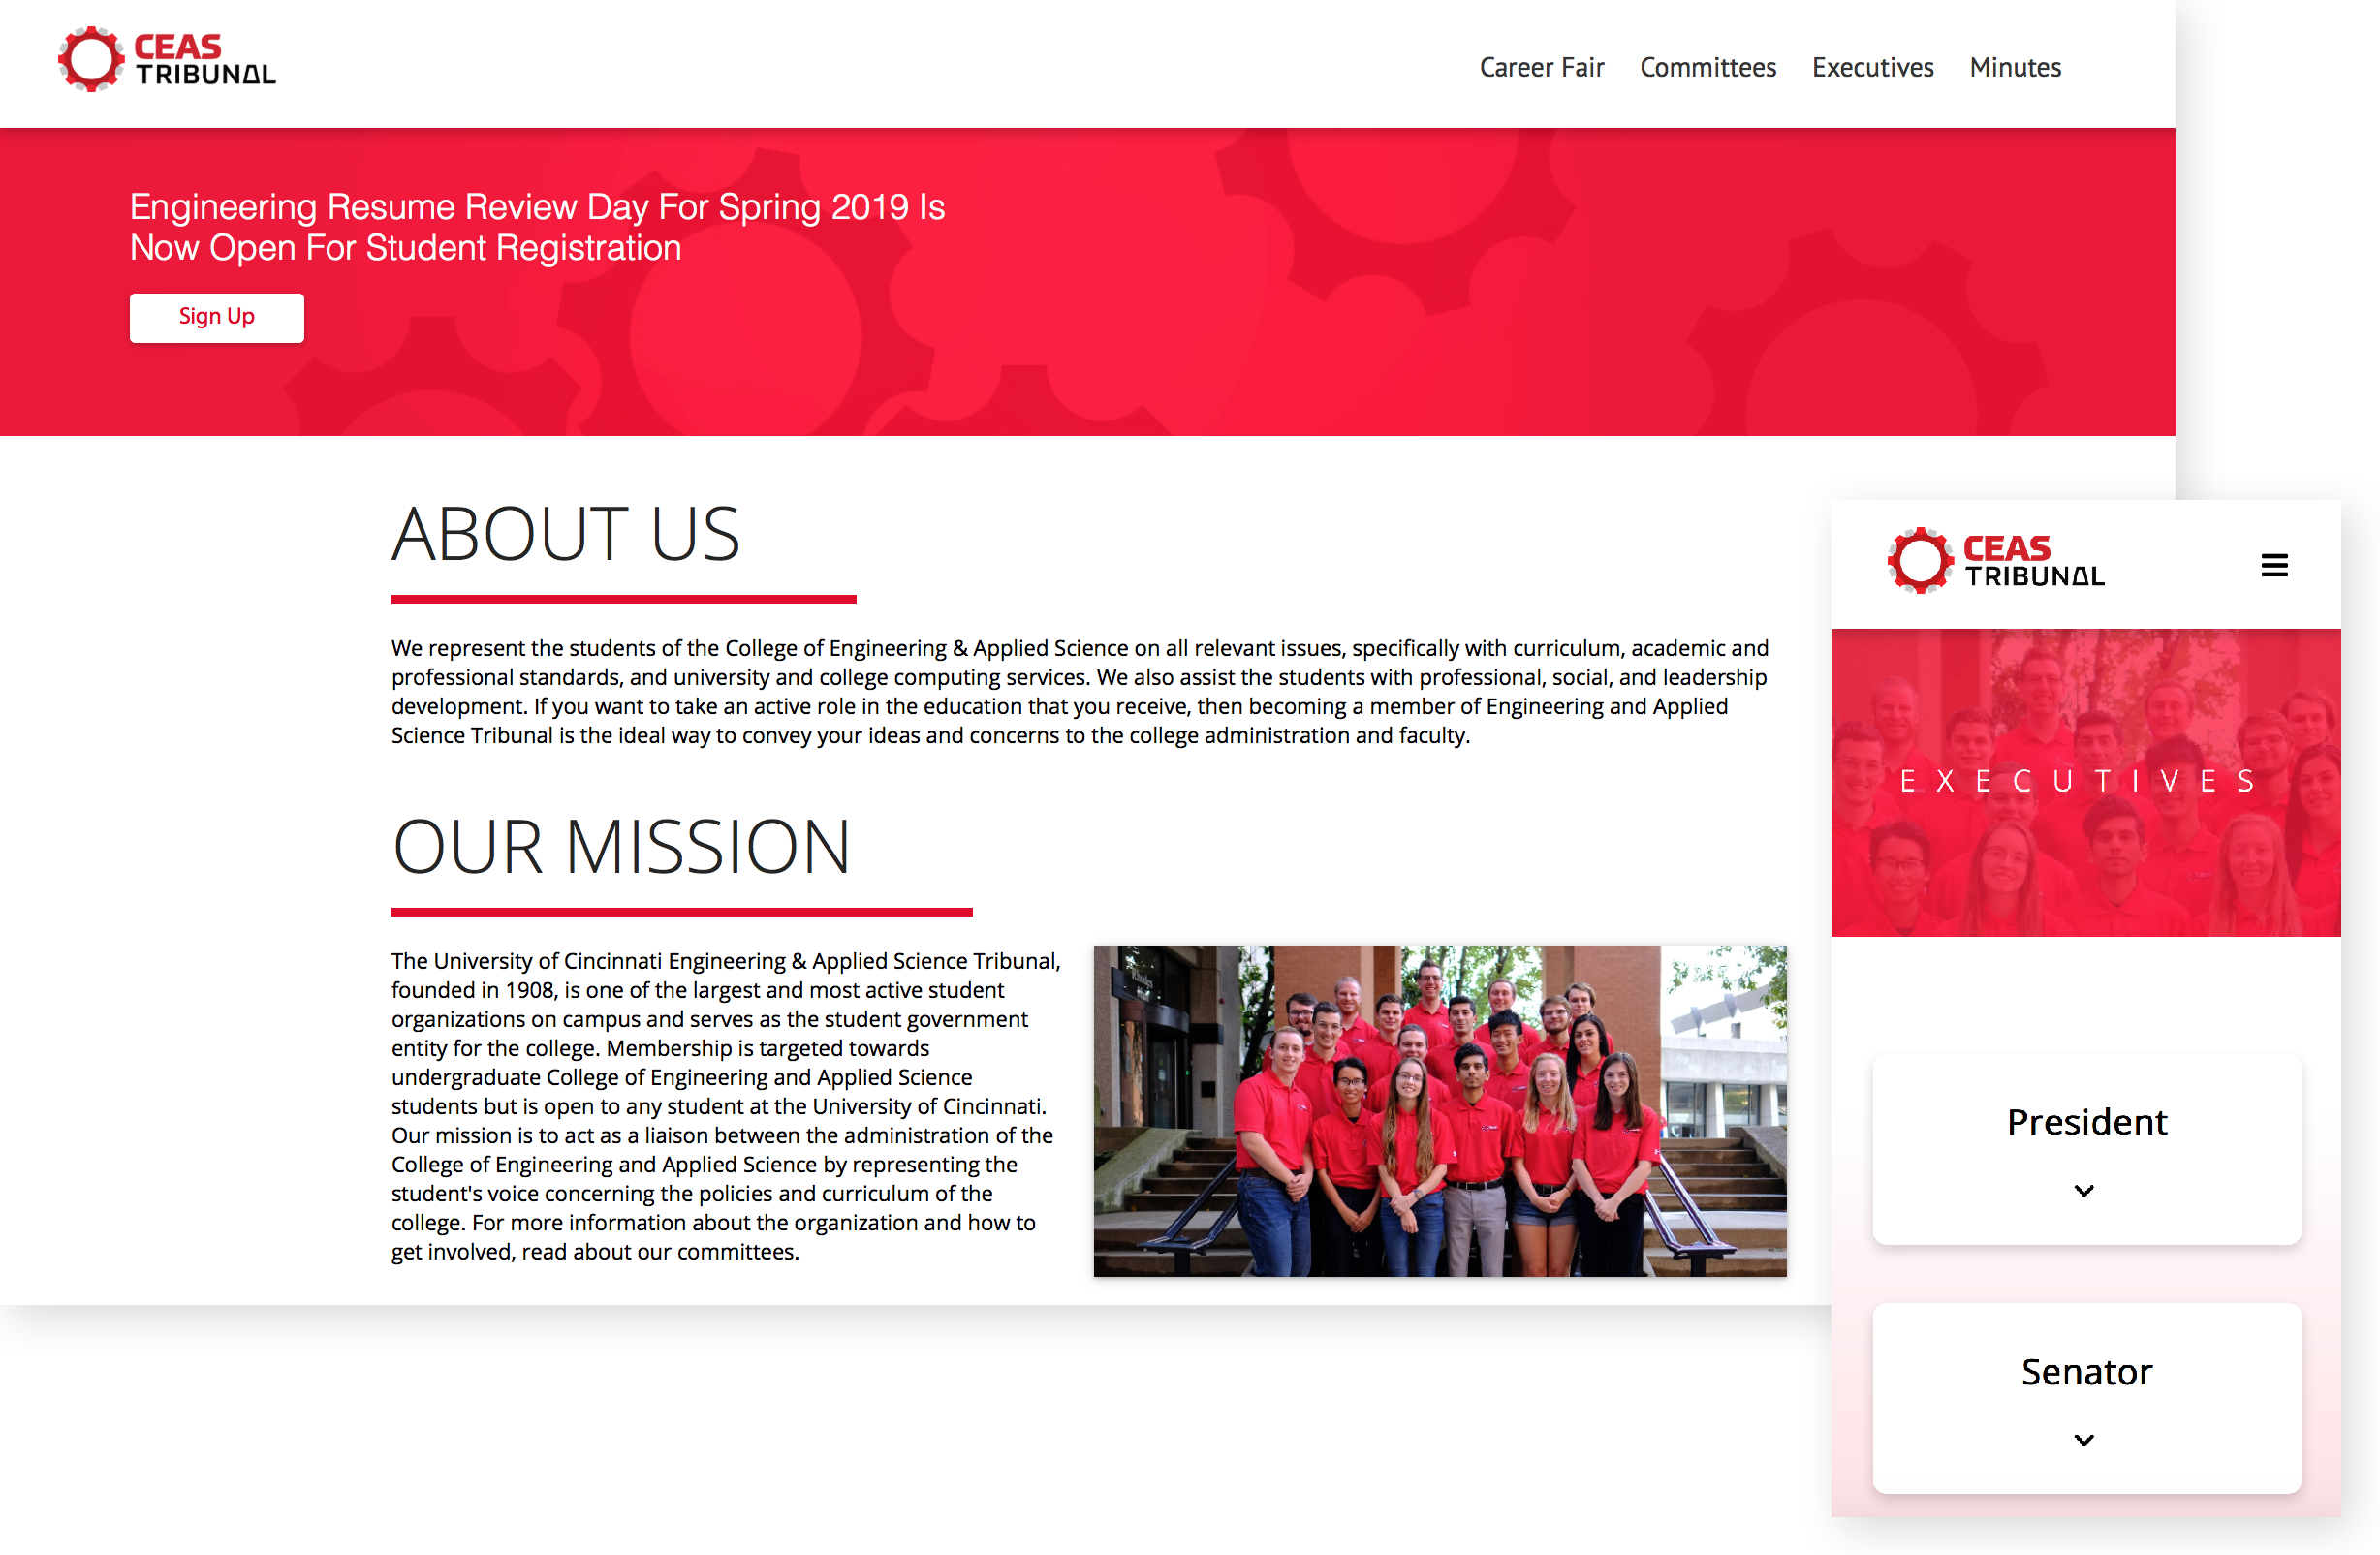 CEAS
TRIBUNAL
Career Fair Committees Executives Minutes
Engineering Resume Review Day For Spring 2019 Is
Now Open For Student Registration
Sign Up
ABOUT US
We represent the students of the College of Engineering & Applied Science on all relevant issues, specifically with curriculum, academic and
professional standards, and university and college computing services. We also assist the students with professional, social, and leadership
development. If you want to take an active role in the education that you receive, then becoming a member of Engineering and Applied
Science Tribunal is the ideal way to convey your ideas and concerns to the college administration and faculty.
OUR MISSION
The University of Cincinnati Engineering & Applied Science Tribunal,
founded in 1908, is one of the largest and most active student
organizations on campus and serves as the student government
entity for the college. Membership is targeted towards
undergraduate College of Engineering and Applied Science
students but is open to any student at the University of Cincinnati.
Our mission is to act as a liaison between the administration of the
College of Engineering and Applied Science by representing the
student's voice concerning the policies and curriculum of the
college. For more information about the organization and how to
get involved, read about our committees.
CEAS
TRIBUNAL
EXECUTIVES
President
Senator